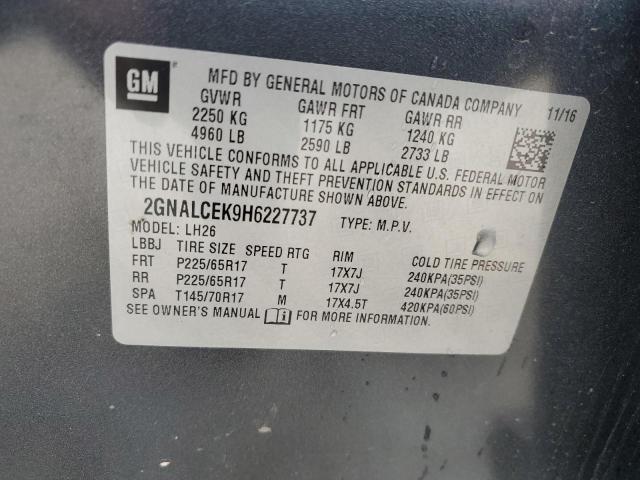 GM
MFD BY GENERAL MOTORS OF CANADA COMPANY 11/16
GVWR GAWR FRT GAWR RR
2250 KG 1175 KG 1240 KG
4960 LB 2590 LB 2733 LB
THIS VEHICLE CONFORMS TO ALL APPLICABLE U.S. FEDERAL MOTOR
VEHICLE SAFETY AND THEFT PREVENTION STANDARDS IN EFFECT ON
THE DATE OF MANUFACTURE SHOWN ABOVE.
2GNALCEK9H6227737 TYPE: M.P.V.
MODEL: LH26
LBBJ TIRE SIZE SPEED RTG RIM COLD TIRE PRESSURE
FRT P225/65R17 T 17X7J 240KPA(35PSI)
RR P225/65R17 T 17X7J 240KPA(35PSI)
SPA T145/70R17 M 17X4.5T 420KPA(60PSI)
SEE OWNER'S MANUAL FOR MORE INFORMATION.